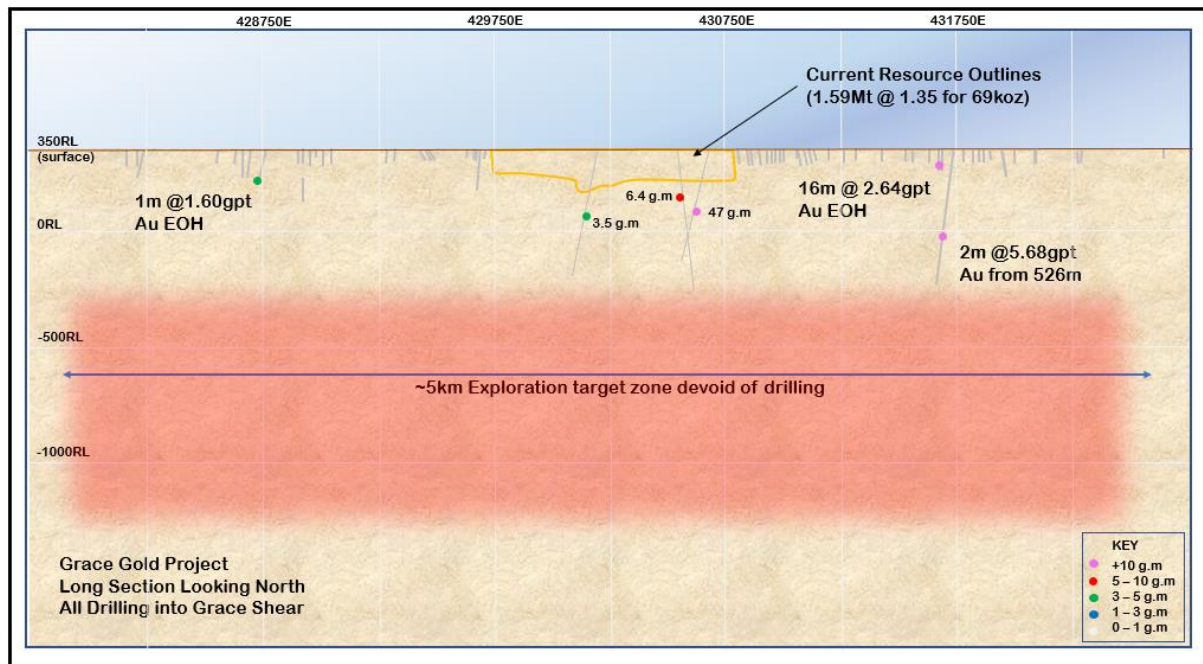 428750E
429750E
430750E
431750E
Current Resource Outlines
(1.59Mt @ 1.35 for 69koz)
350RL
(surface)
1m @1.60gpt
Au EOH
6.4 g.m
47 g.m
3.5 g.m
16m @ 2.64gpt
Au EOH
0RL
2m @5.68gpt
Au from 526m
-500RL
~5km Exploration target zone devoid of drilling
-1000RL
Grace Gold Project
Long Section Looking North
All Drilling into Grace Shear
KEY
+10 g.m
5 – 10 g.m
3 – 5 g.m
1 – 3 g.m
0 – 1 g.m